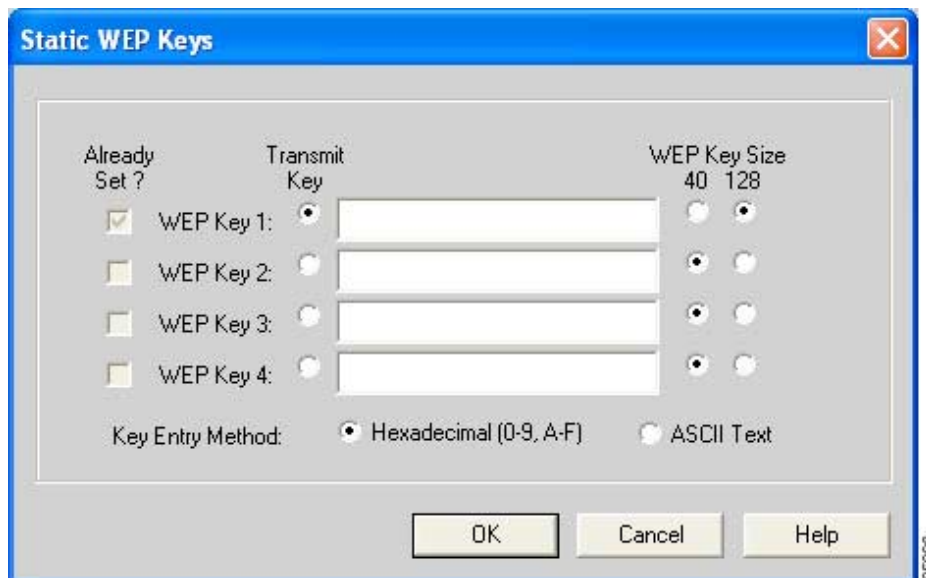 Static WEP Keys
Already Set ?
Transmit Key
WEP Key Size
40 128
WEP Key 1:
WEP Key 2:
WEP Key 3:
WEP Key 4:
Key Entry Method: Hexadecimal (0-9, A-F) ASCII Text
OK Cancel Help